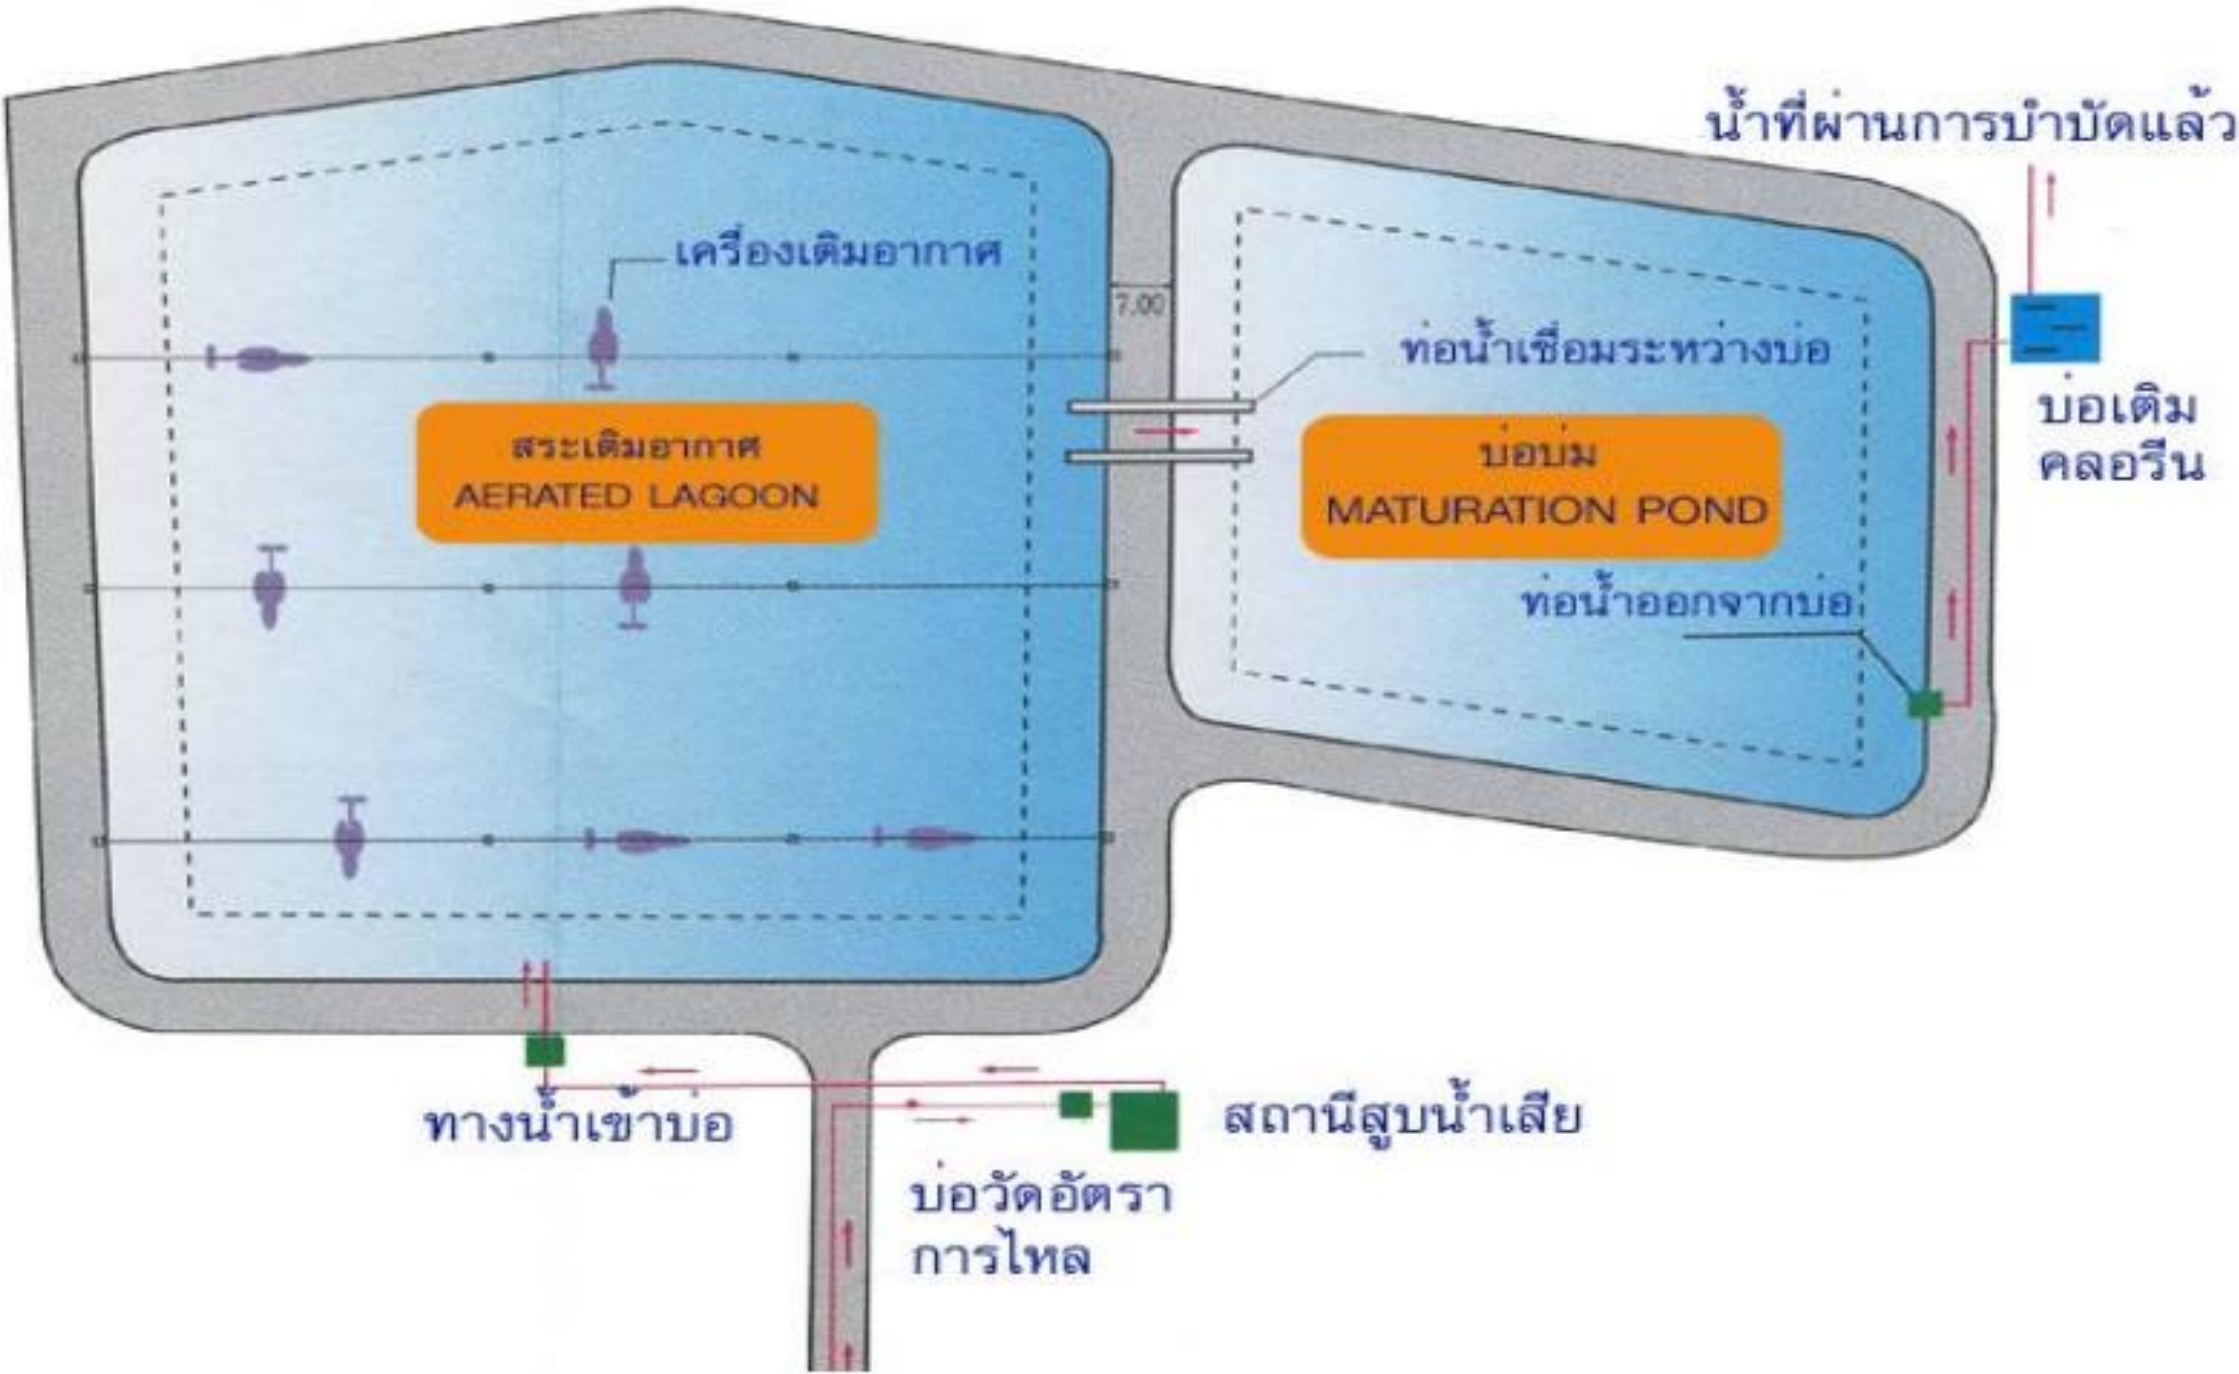 น้ำที่ผ่านการบำบัดแล้ว
เครื่องเติมอากาศ
7.00
ท่อน้ำเชื่อมระหว่างบ่อ
บ่อเติม
คลอรีน
สระเติมอากาศ
AERATED LAGOON
บ่อบ่ม
MATURATION POND
ท่อน้ำออกจากบ่อ
ทางน้ำเข้าบ่อ
สถานีสูบน้ำเสีย
บ่อวัดอัตรา
การไหล